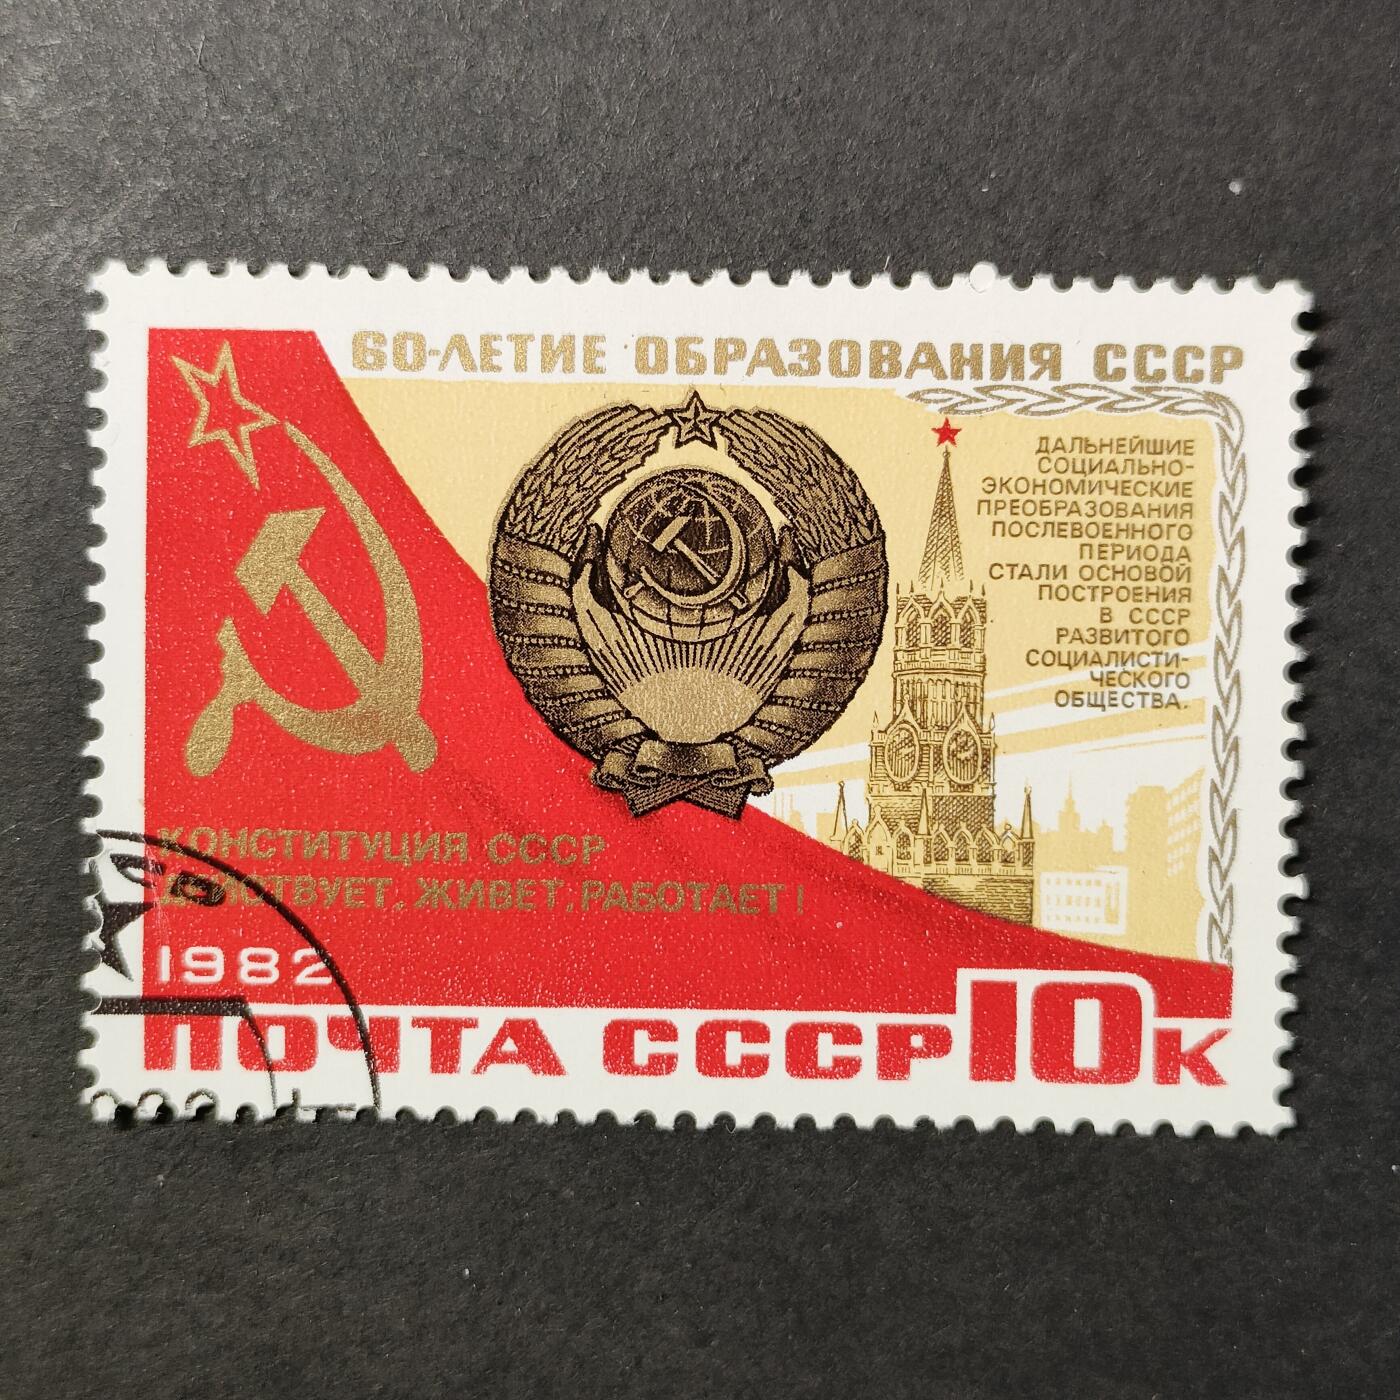 60-ЛЕТИЕ ОБРАЗОВАНИЯ СССР
ДАЛЬНЕЙШИЕ
СОЦИАЛЬНО-
ЭКОНОМИЧЕСКИЕ
ПРЕОБРАЗОВАНИЯ
ПОСЛЕВОЕННОГО
ПЕРИОДА
СТАЛИ ОСНОВОЙ
ПОСТРОЕНИЯ
В СССР
РАЗВИТОГО
СОЦИАЛИСТИ-
ЧЕСКОГО
ОБЩЕСТВА.
КОНСТИТУЦИЯ СССР
ДЕЙСТВУЕТ, ЖИВЕТ, РАБОТАЕТ!
1982
ПОЧТА СССР 10К